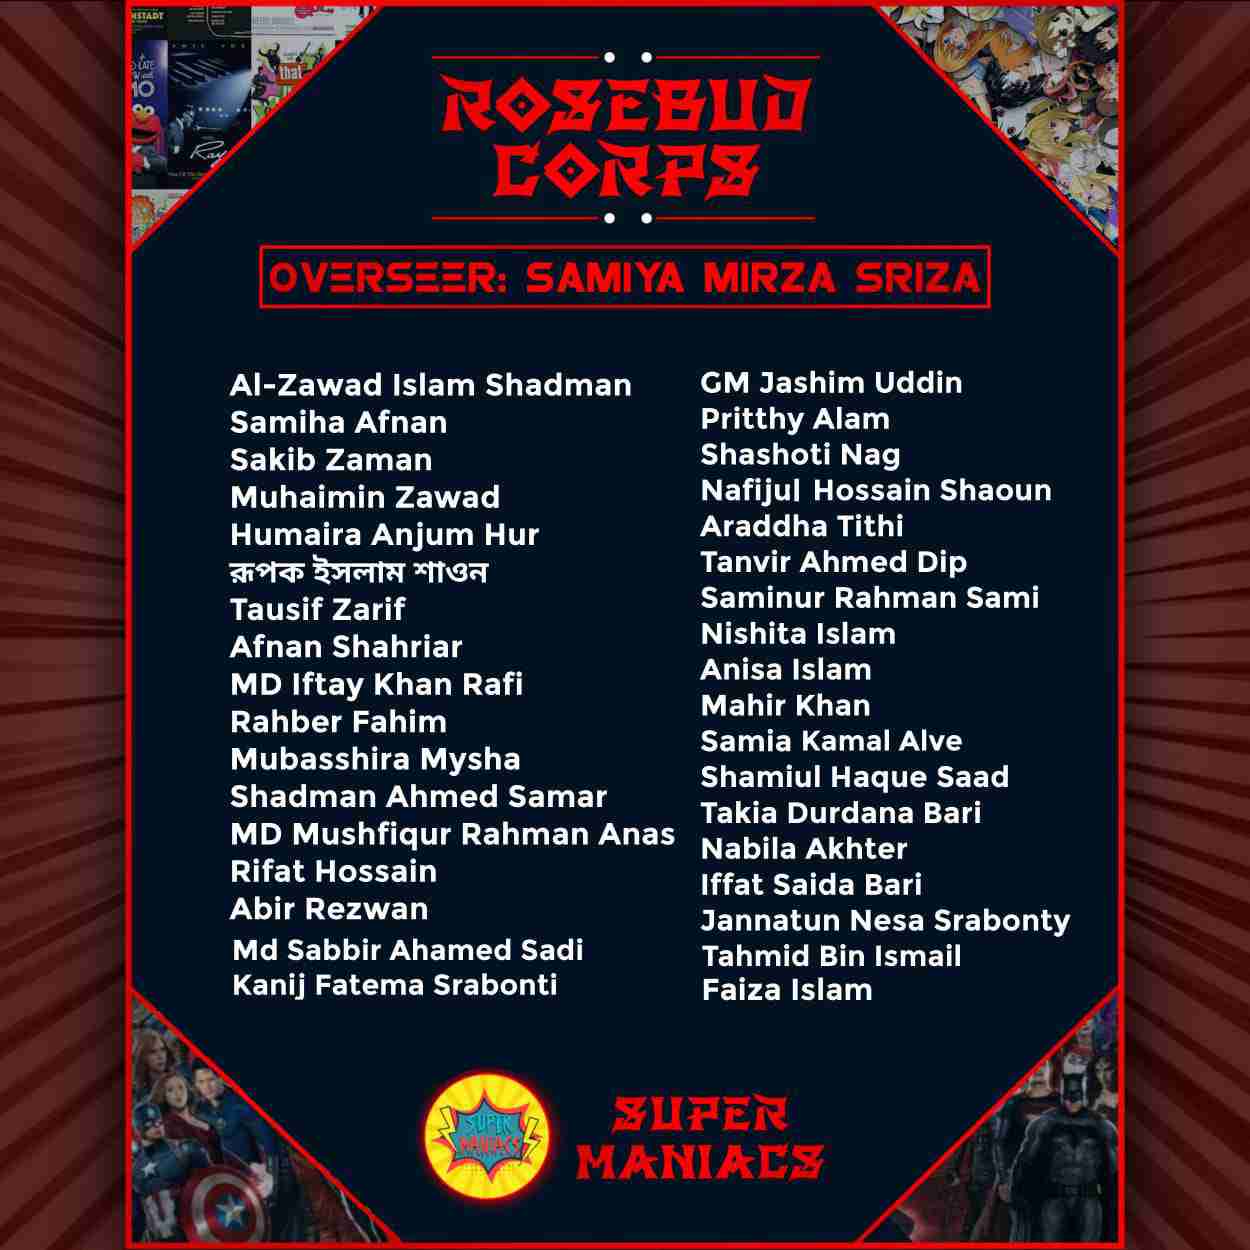 ROSEBUD
CORPS
OVERSEER: SAMIYA MIRZA SRIZA
Al-Zawad Islam Shadman
Samiha Afnan
Sakib Zaman
Muhaimin Zawad
Humaira Anjum Hur
রূপক ইসলাম শাওন
Tausif Zarif
Afnan Shahriar
MD Iftay Khan Rafi
Rahber Fahim
Mubasshira Mysha
Shadman Ahmed Samar
MD Mushfiqur Rahman Anas
Rifat Hossain
Abir Rezwan
Md Sabbir Ahamed Sadi
Kanij Fatema Srabonti
GM Jashim Uddin
Pritthy Alam
Shashoti Nag
Nafijul Hossain Shaoun
Araddha Tithi
Tanvir Ahmed Dip
Saminur Rahman Sami
Nishita Islam
Anisa Islam
Mahir Khan
Samia Kamal Alve
Shamiul Haque Saad
Takia Durdana Bari
Nabila Akhter
Iffat Saida Bari
Jannatun Nesa Srabonty
Tahmid Bin Ismail
Faiza Islam
SUPER
MANIACS
SUPER
MANIACS
that
10
Ray